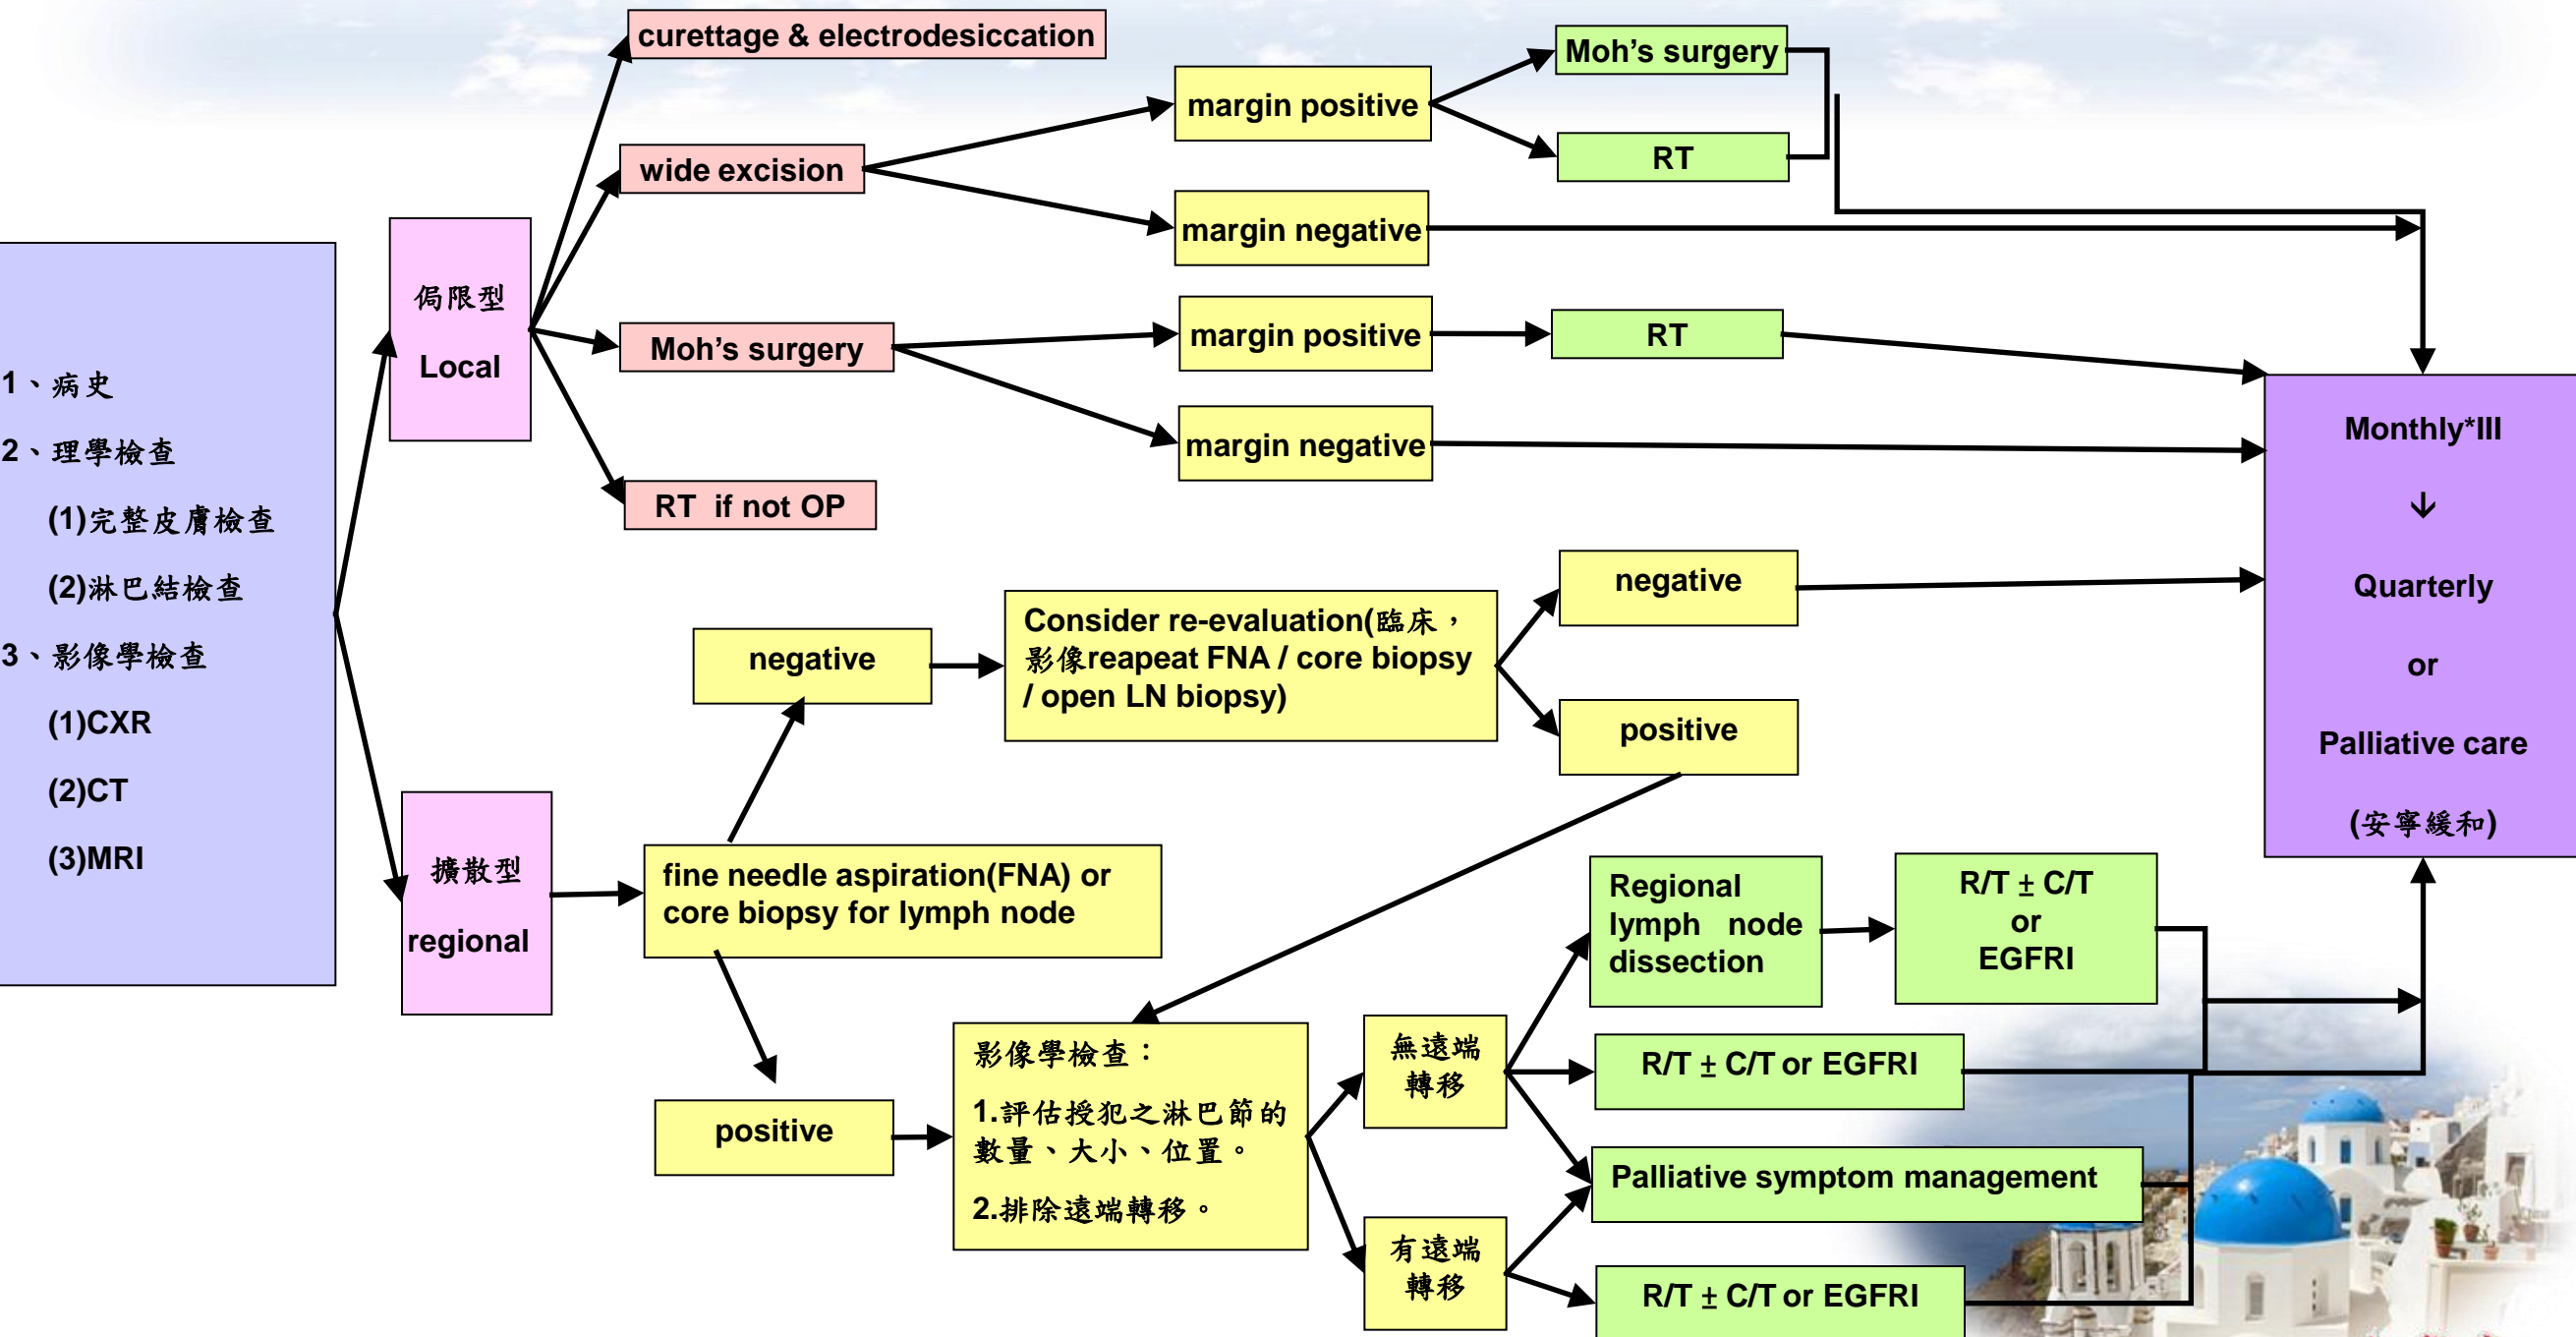 1、病史
2、理學檢查
(1)完整皮膚檢查
(2)淋巴結檢查
3、影像學檢查
(1)CXR
(2)CT
(3)MRI
侷限型
Local
curettage & electrodesiccation
wide excision
Moh’s surgery
RT if not OP
margin positive
margin negative
margin positive
margin negative
Moh’s surgery
RT
RT
擴散型
regional
fine needle aspiration(FNA) or
core biopsy for lymph node
negative
Consider re-evaluation(臨床，
影像reapeat FNA / core biopsy
/ open LN biopsy)
negative
positive
positive
影像學檢查：
1.評估授犯之淋巴節的
數量、大小、位置。
2.排除遠端轉移。
無遠端
轉移
有遠端
轉移
Regional
lymph node
dissection
R/T ± C/T
or
EGFRI
R/T ± C/T or EGFRI
Palliative symptom management
R/T ± C/T or EGFRI
Monthly*III
↓
Quarterly
or
Palliative care
(安寧緩和)